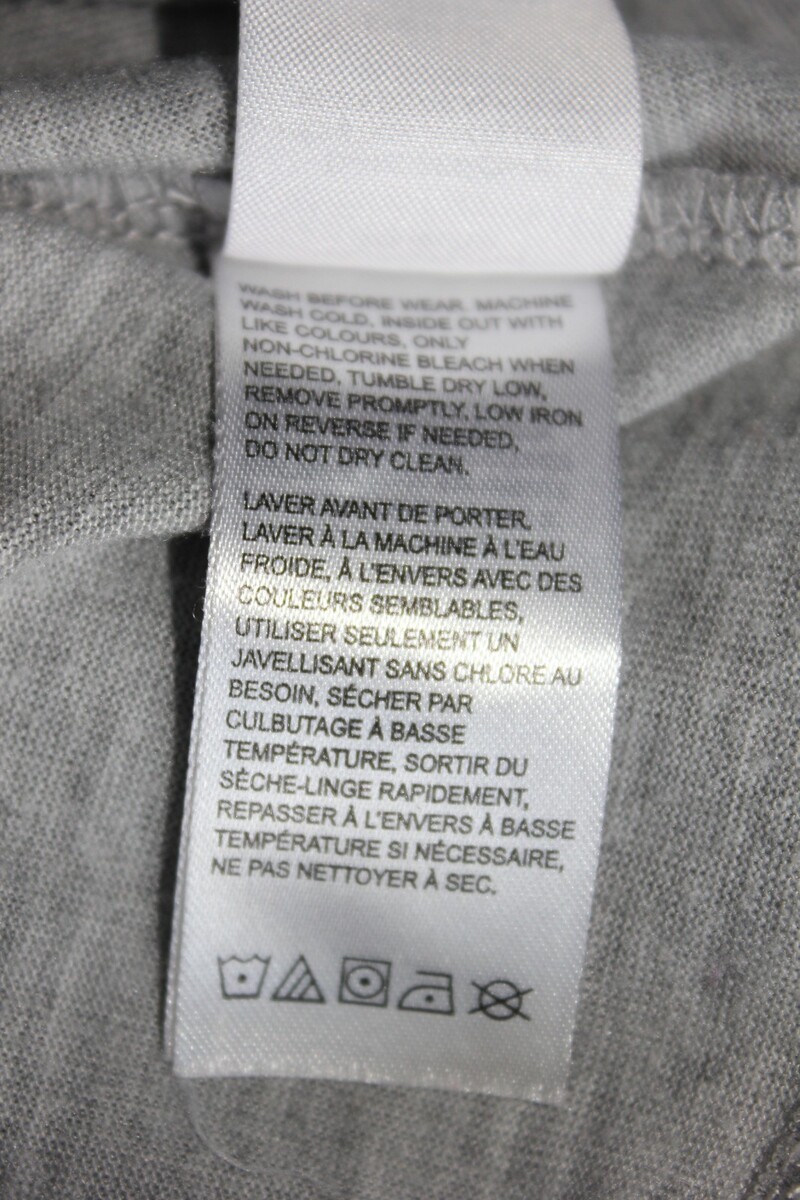 WASH BEFORE WEAR. MACHINE
WASH COLD, INSIDE OUT WITH
LIKE COLOURS, ONLY
NON-CHLORINE BLEACH WHEN
NEEDED, TUMBLE DRY LOW,
REMOVE PROMPTLY, LOW IRON
ON REVERSE IF NEEDED,
DO NOT DRY CLEAN.
LAVER AVANT DE PORTER.
LAVER À LA MACHINE À L'EAU
FROIDE, À L'ENVERS AVEC DES
COULEURS SEMBLABLES,
UTILISER SEULEMENT UN
JAVELLISANT SANS CHLORE AU
BESOIN, SÉCHER PAR
CULBUTAGE À BASSE
TEMPÉRATURE, SORTIR DU
SÈCHE-LINGE RAPIDEMENT,
REPASSER À L'ENVERS À BASSE
TEMPÉRATURE SI NÉCESSAIRE,
NE PAS NETTOYER À SEC.